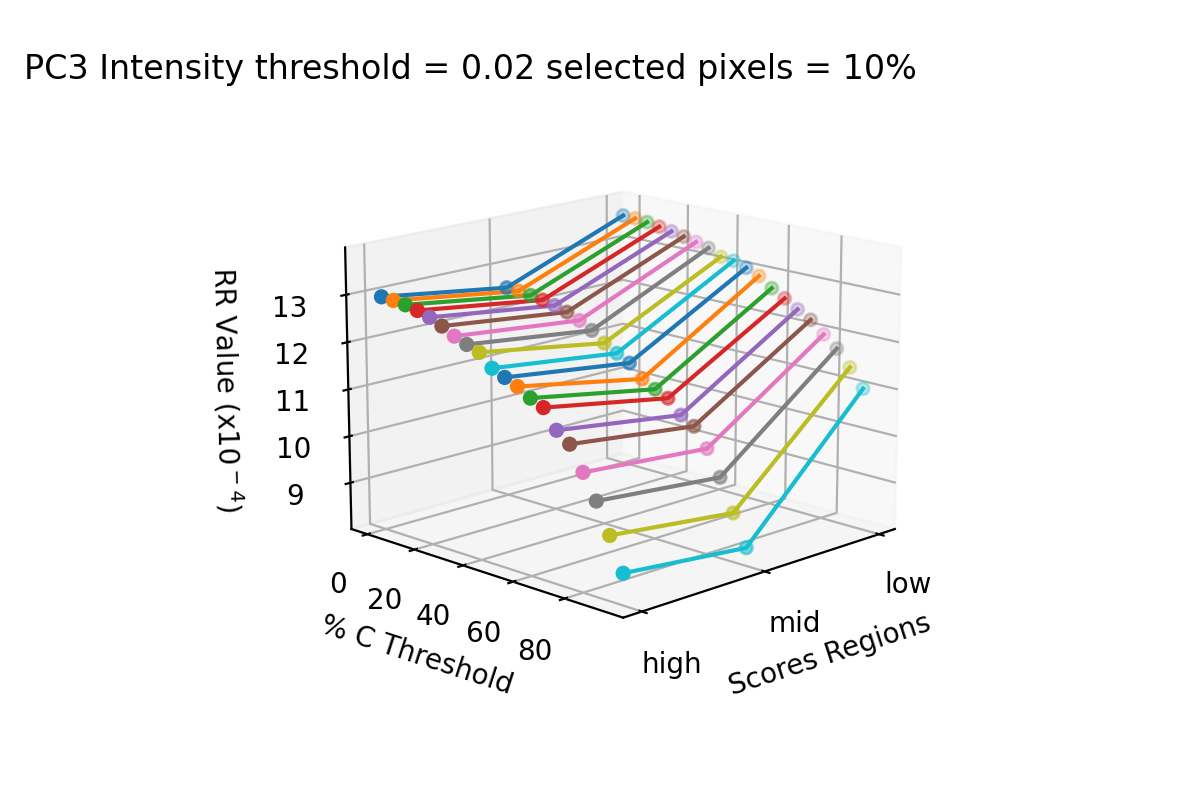 PC3 Intensity threshold = 0.02 selected pixels = 10%
RR Value (x10⁻⁴)
13
12
11
10
9
0
20
40
60
80
% C Threshold
high
mid
low
Scores Regions